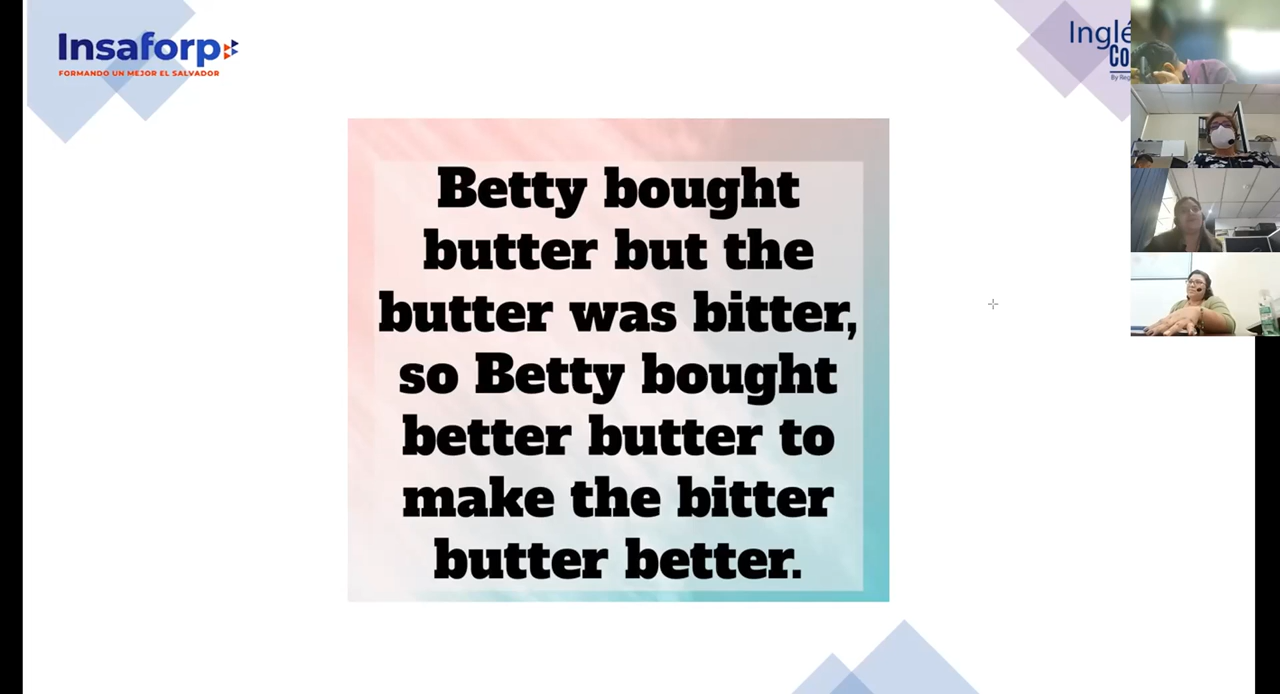 Insaforp
FORMANDO UN MEJOR EL SALVADOR
Betty bought
butter but the
butter was bitter,
so Betty bought
better butter to
make the bitter
butter better.